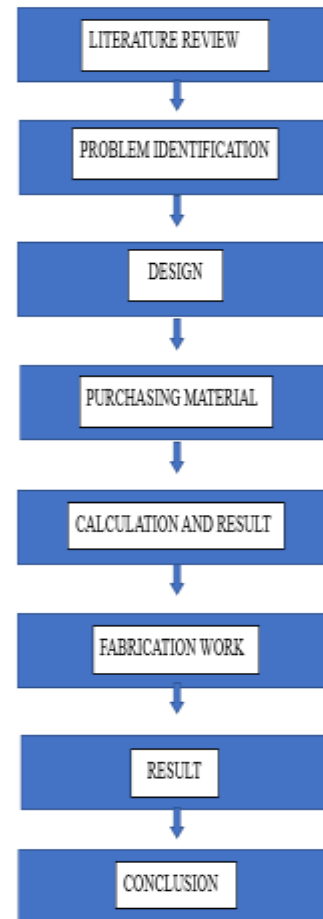 LITERATURE REVIEW
PROBLEM IDENTIFICATION
DESIGN
PURCHASING MATERIAL
CALCULATION AND RESULT
FABRICATION WORK
RESULT
CONCLUSION